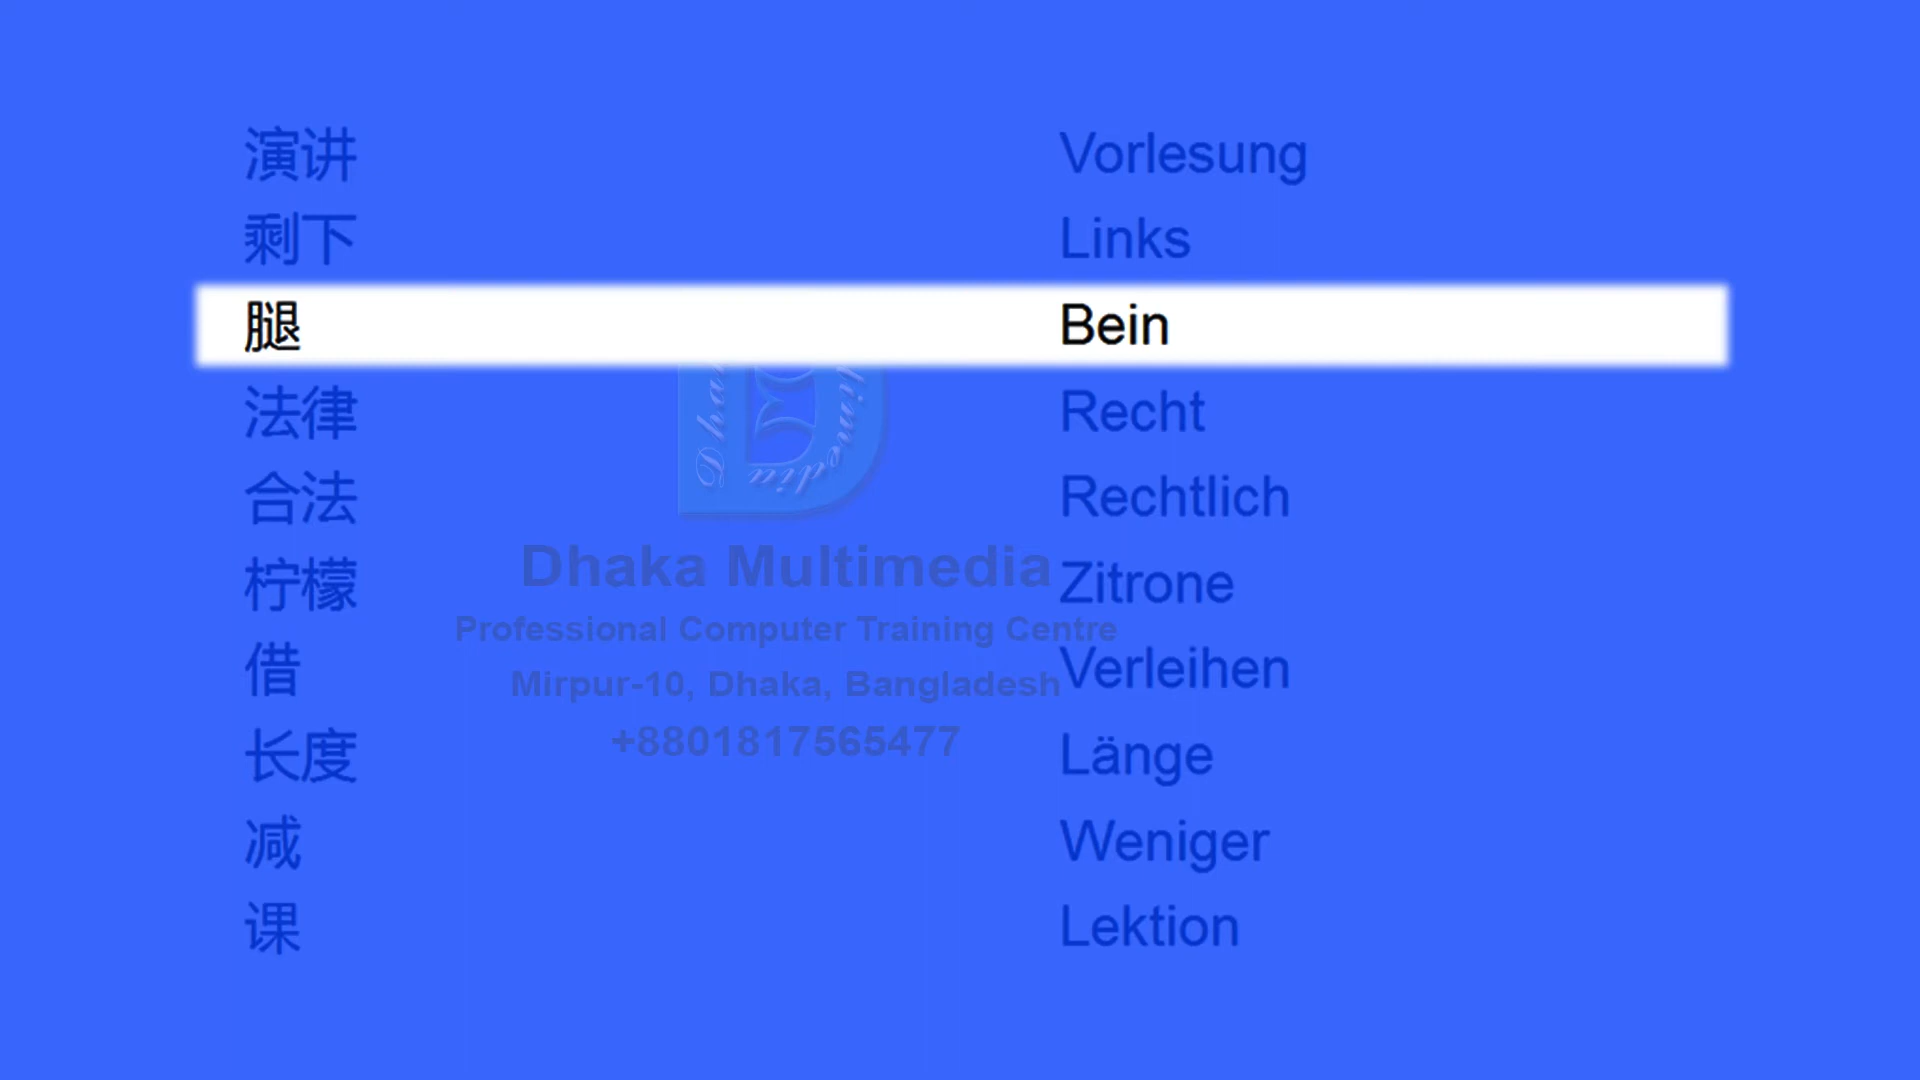 演讲 Vorlesung
剩下 Links
腿 Bein
法律 Recht
合法 Rechtlich
柠檬 Zitrone
借 Verleihen
长度 Länge
减 Weniger
课 Lektion
Dhaka Multimedia
Professional Computer Training Centre
Mirpur-10, Dhaka, Bangladesh
+8801817565477